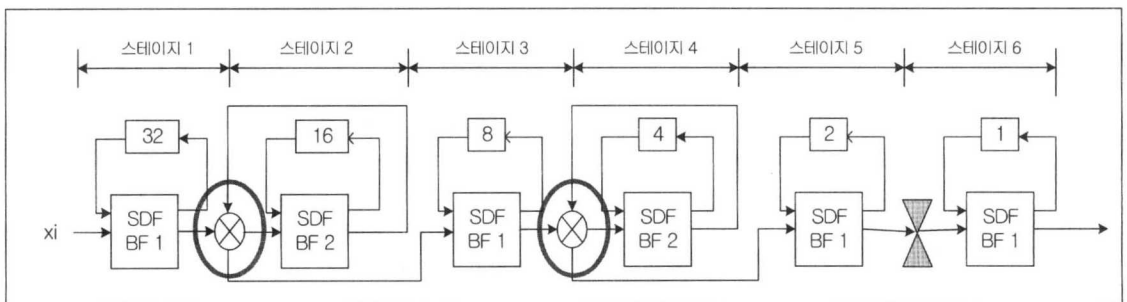 스테이지 1
스테이지 2
스테이지 3
스테이지 4
스테이지 5
스테이지 6
32
16
8
4
2
1
xi
SDF
BF 1
SDF
BF 2
SDF
BF 1
SDF
BF 2
SDF
BF 1
SDF
BF 1